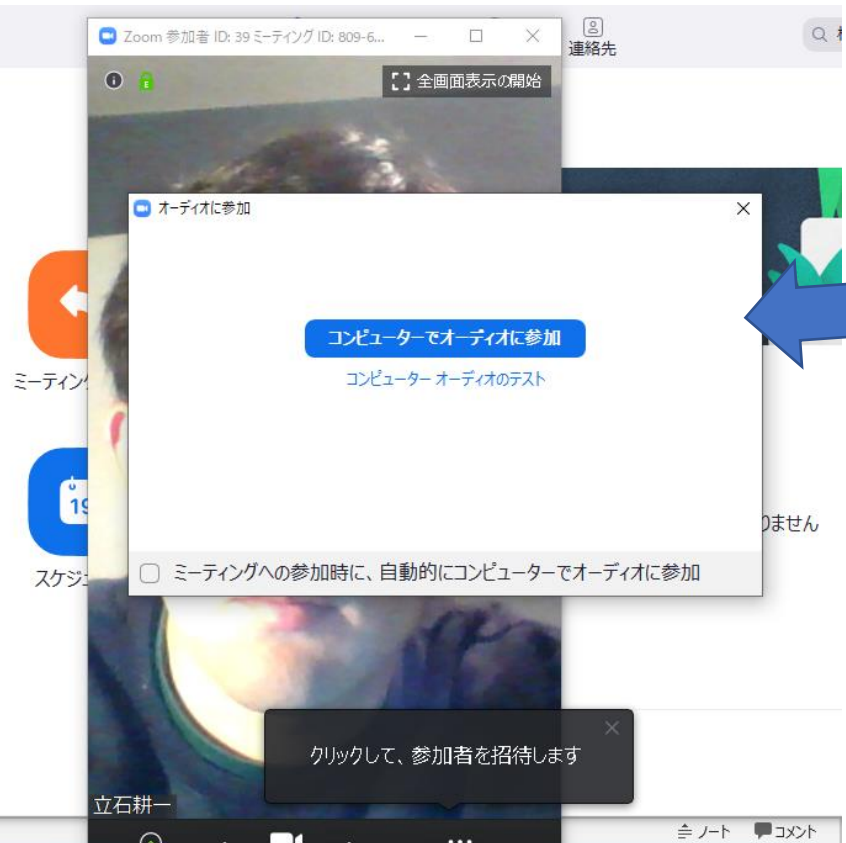 Zoom 参加者 ID: 39 ミーティング ID: 809-6...
連絡先
全画面表示の開始
オーディオに参加
コンピューターでオーディオに参加
コンピューター オーディオのテスト
ミーティング
19
りません
スケジュ
ミーティングへの参加時に、自動的にコンピューターでオーディオに参加
クリックして、参加者を招待します
立石耕一
ノート
コメント